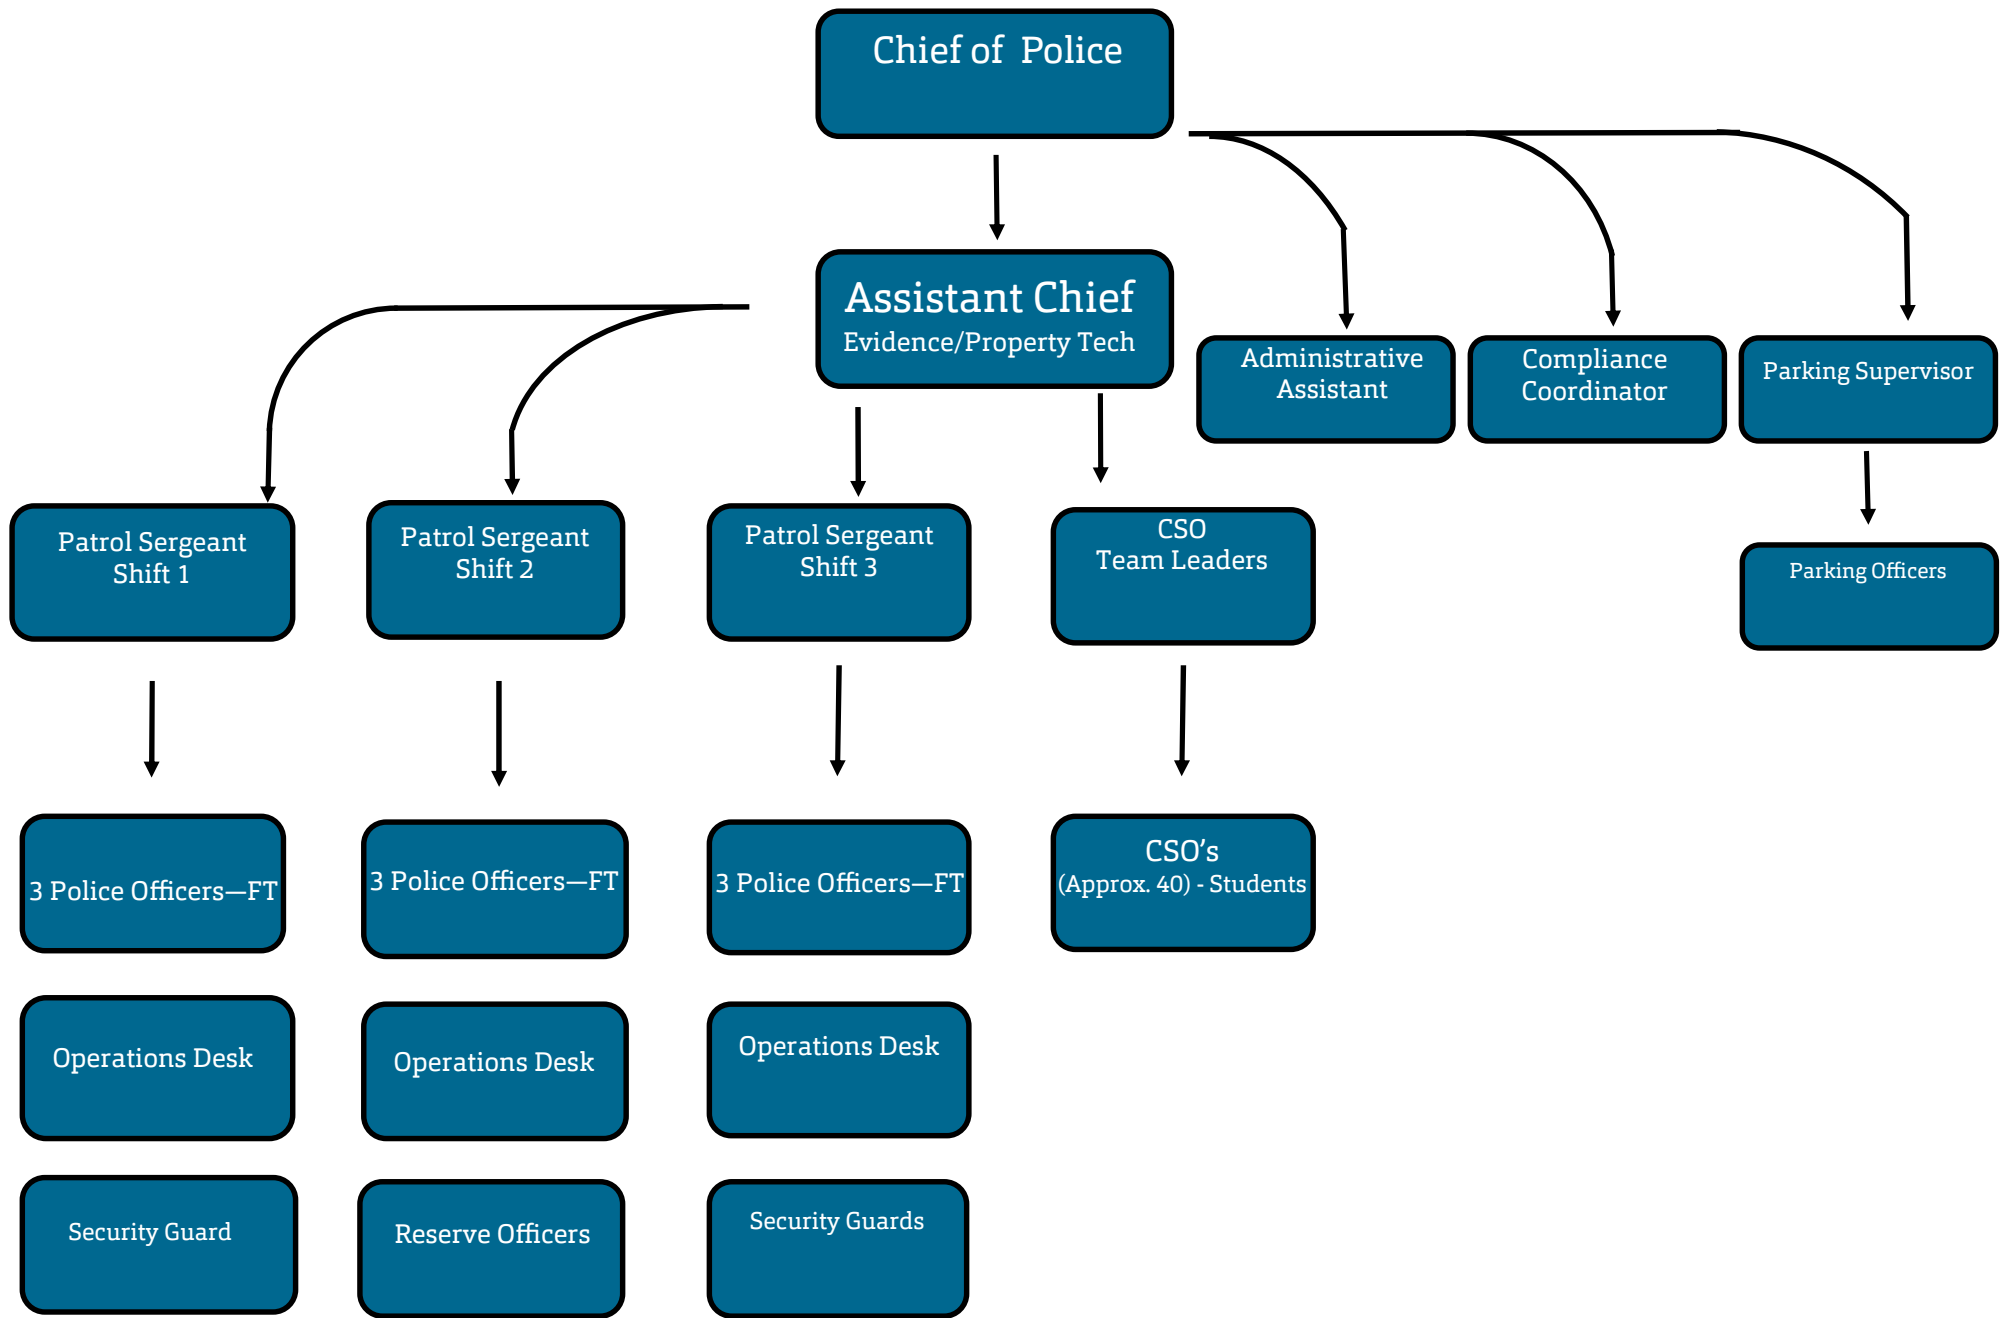 Chief of  Police
Assistant Chief
Evidence/Property Tech
Administrative
Assistant
Compliance
Coordinator
Parking Supervisor
Patrol Sergeant
Shift 1
Patrol Sergeant
Shift 2
Patrol Sergeant
Shift 3
CSO
Team Leaders
Parking Officers
3 Police Officers—FT
3 Police Officers—FT
3 Police Officers—FT
CSO’s
(Approx. 40) - Students
Operations Desk
Operations Desk
Operations Desk
Security Guard
Reserve Officers
Security Guards